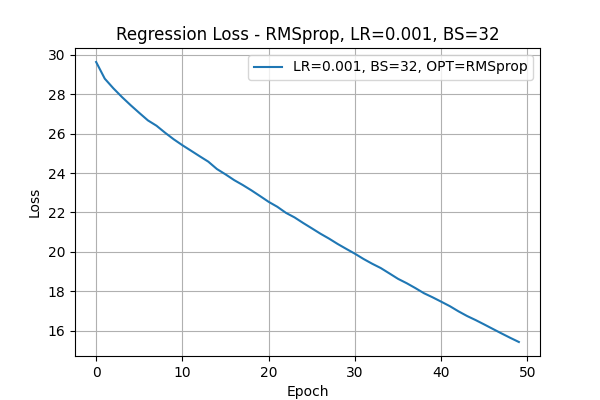 Regression Loss - RMSprop, LR=0.001, BS=32
LR=0.001, BS=32, OPT=RMSprop
Loss
30
28
26
24
22
20
18
16
0 10 20 30 40 50
Epoch